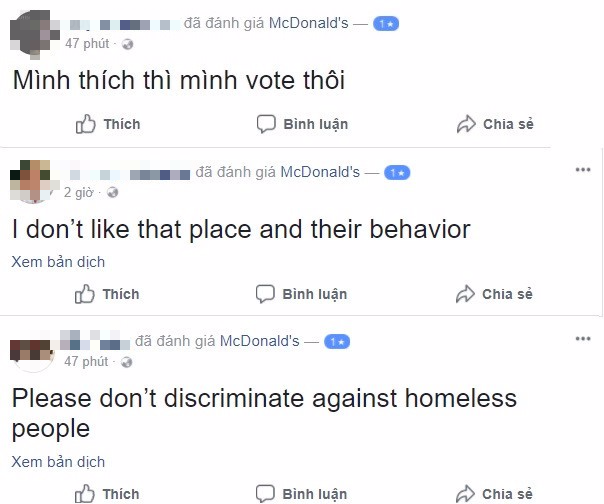 đã đánh giá McDonald's — 1★
47 phút ·
Mình thích thì mình vote thôi
Thích Bình luận Chia sẻ
đã đánh giá McDonald's — 1★
2 giờ ·
I don't like that place and their behavior
Xem bản dịch
Thích Bình luận Chia sẻ
đã đánh giá McDonald's — 1★
47 phút ·
Please don't discriminate against homeless
people
Xem bản dịch
Thích Bình luận Chia sẻ